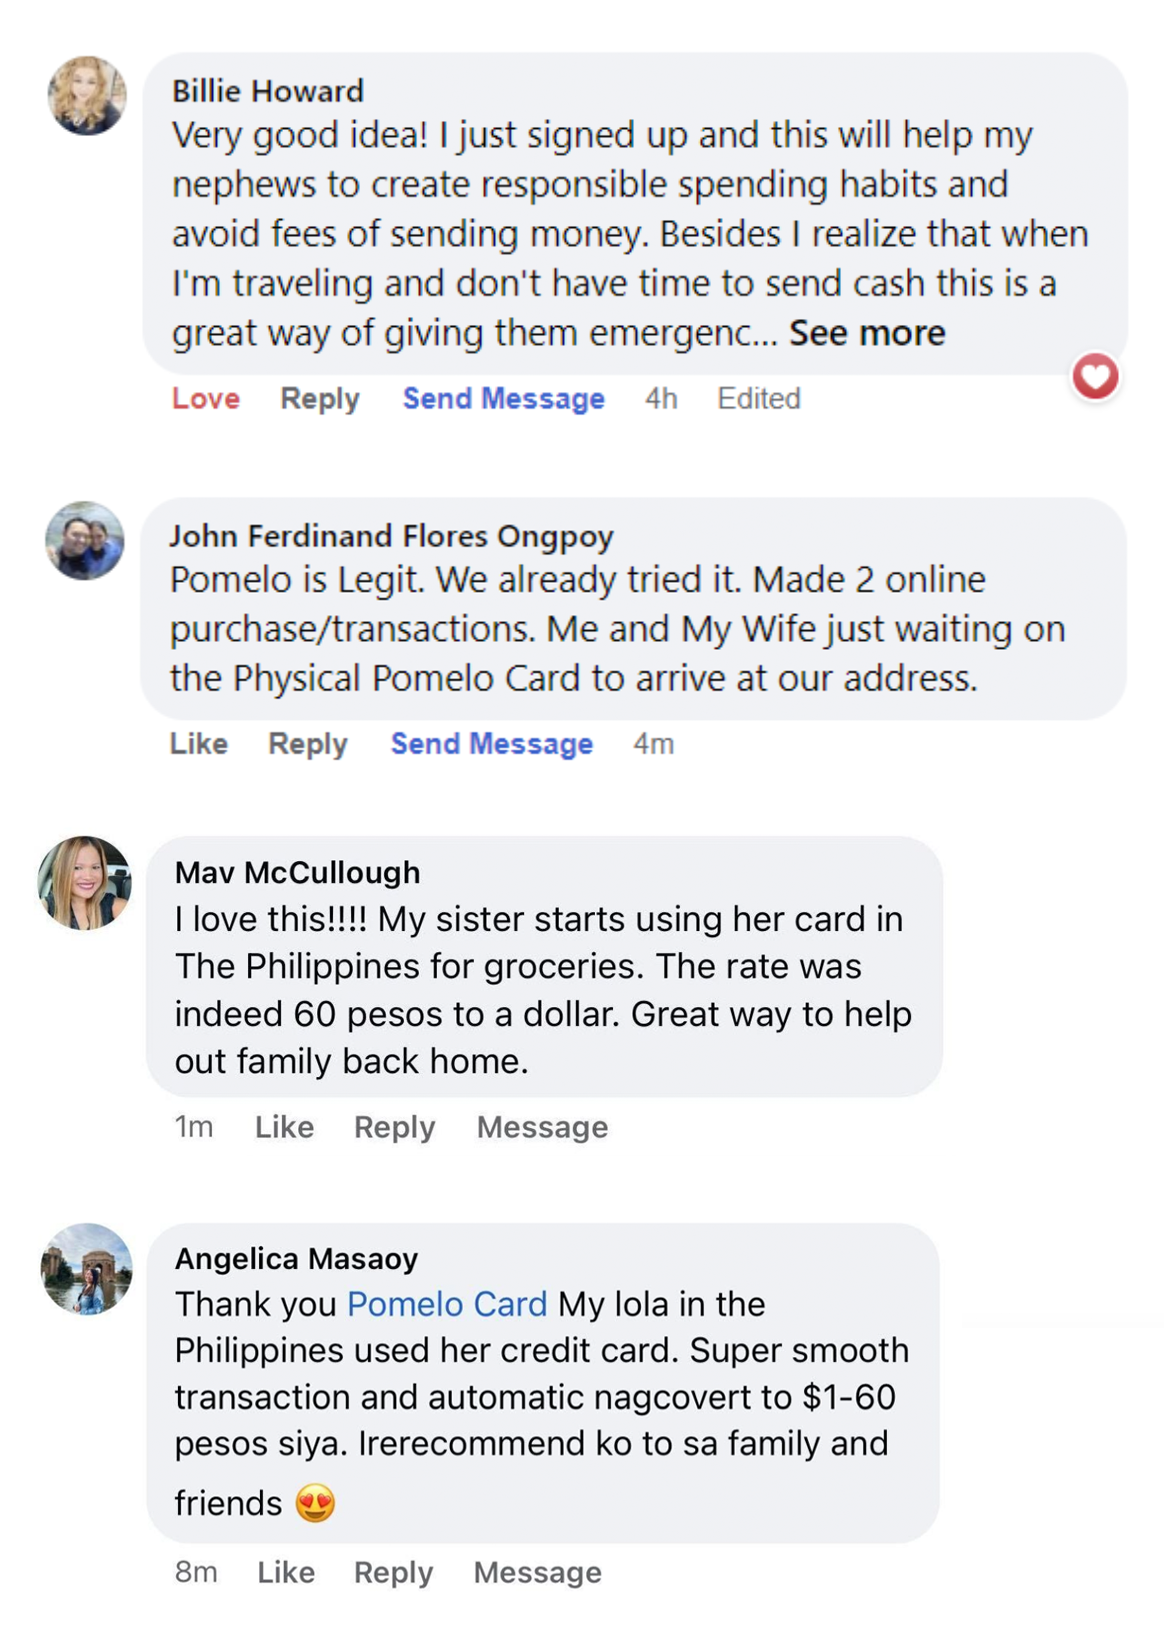 Billie Howard
Very good idea! I just signed up and this will help my
nephews to create responsible spending habits and
avoid fees of sending money. Besides I realize that when
I'm traveling and don't have time to send cash this is a
great way of giving them emergenc... See more
Love Reply Send Message 4h Edited
John Ferdinand Flores Ongpoy
Pomelo is Legit. We already tried it. Made 2 online
purchase/transactions. Me and My Wife just waiting on
the Physical Pomelo Card to arrive at our address.
Like Reply Send Message 4m
Mav McCullough
I love this!!!! My sister starts using her card in
The Philippines for groceries. The rate was
indeed 60 pesos to a dollar. Great way to help
out family back home.
1m Like Reply Message
Angelica Masaoy
Thank you Pomelo Card My lola in the
Philippines used her credit card. Super smooth
transaction and automatic nagcovert to $1-60
pesos siya. Irerecommend ko to sa family and
friends 😍
8m Like Reply Message